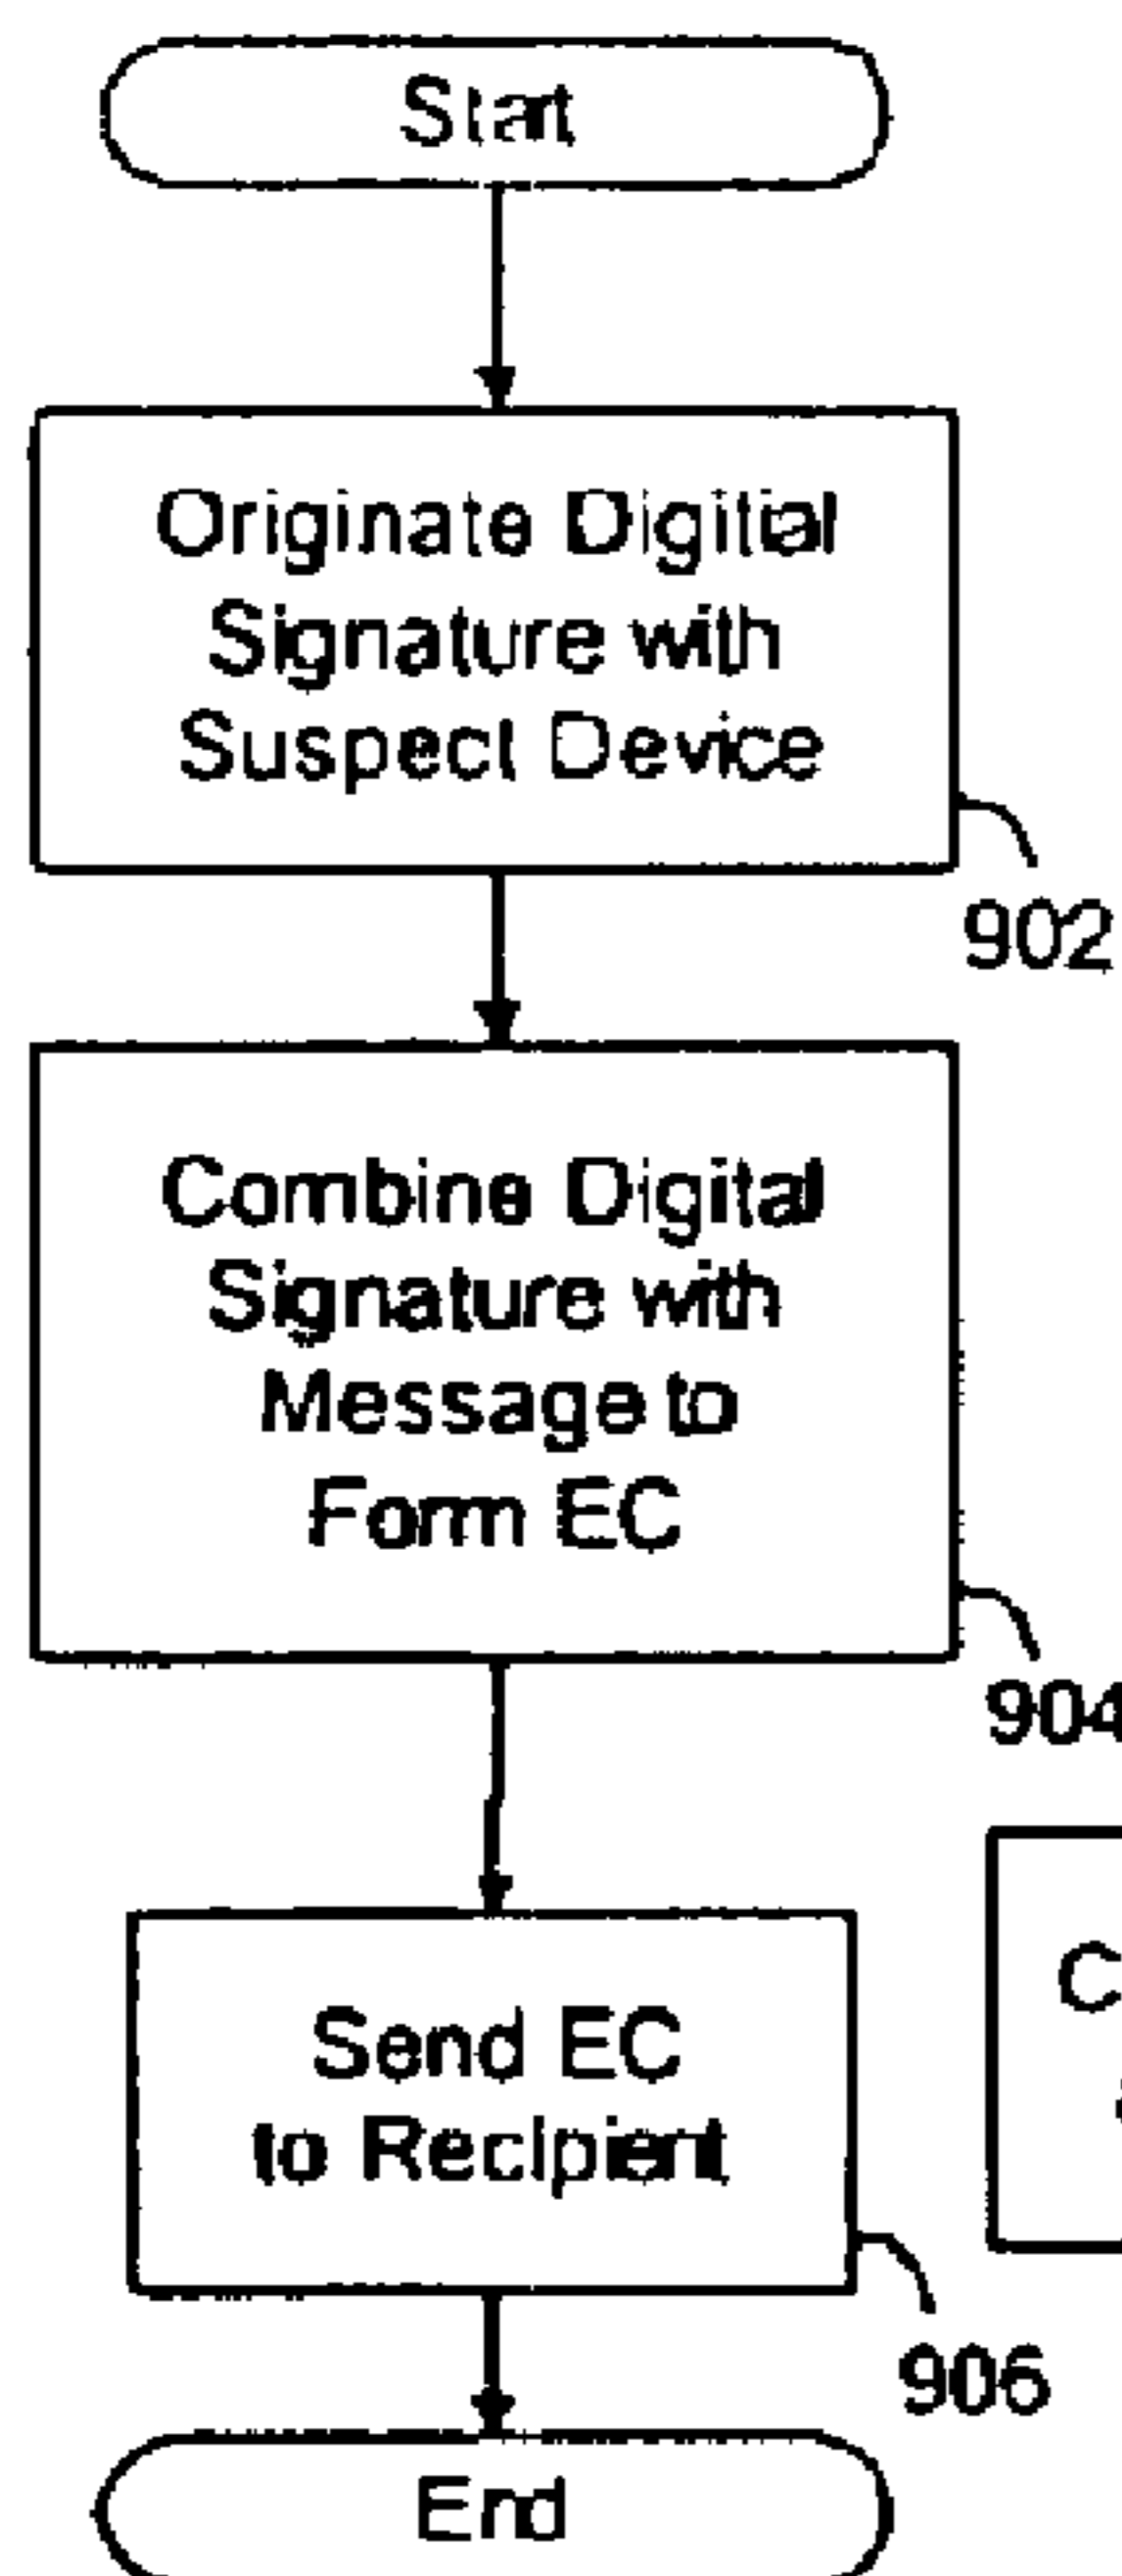 Start
Originate Digitial
Signature with
Suspect Device
902
Combine Digital
Signature with
Message to
Form EC
904
Send EC
to Recipient
906
End